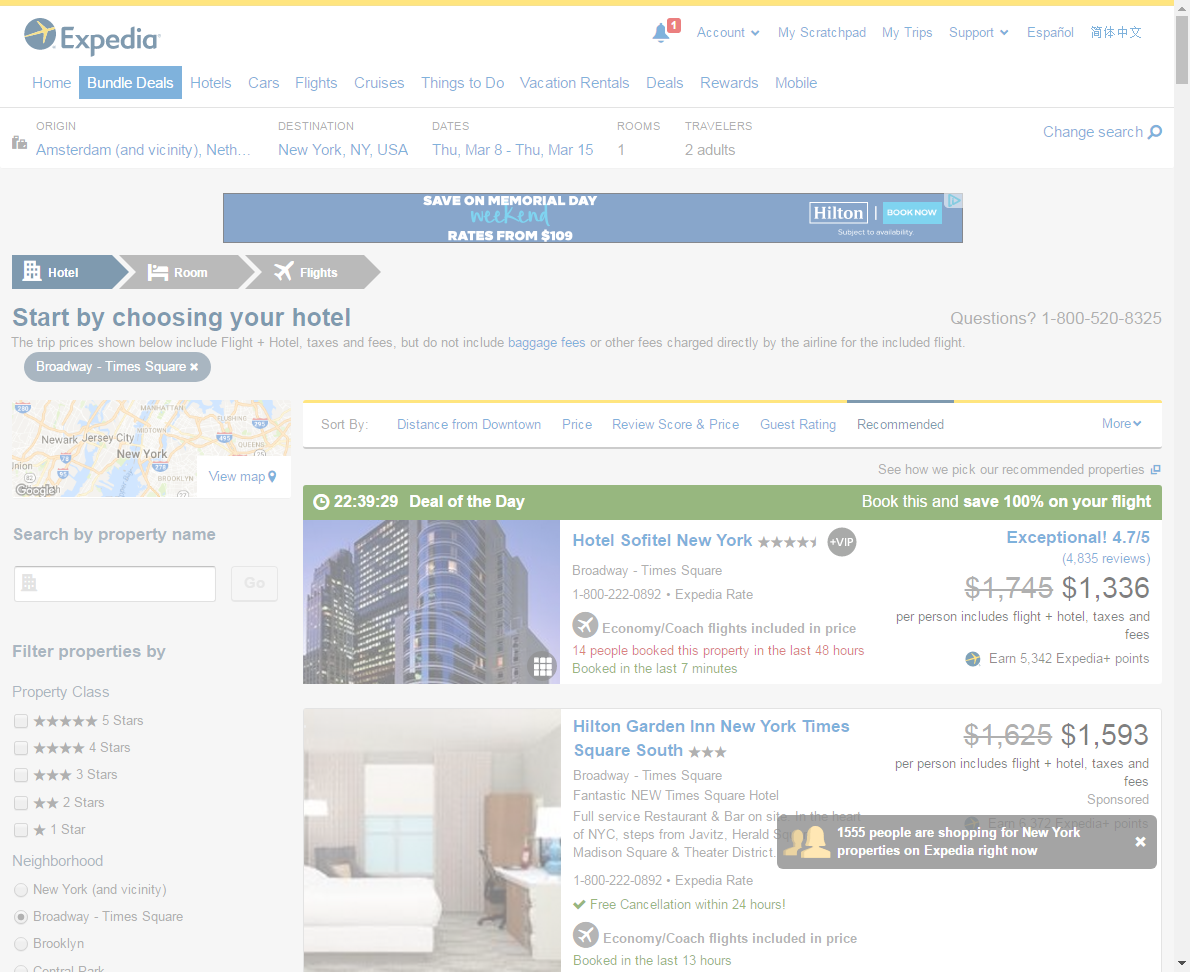 Expedia
1
Account
My Scratchpad
My Trips
Support
Español
简体中文
Home
Bundle Deals
Hotels
Cars
Flights
Cruises
Things to Do
Vacation Rentals
Deals
Rewards
Mobile
ORIGIN
Amsterdam (and vicinity), Neth...
DESTINATION
New York, NY, USA
DATES
Thu, Mar 8 - Thu, Mar 15
ROOMS
1
TRAVELERS
2 adults
Change search
SAVE ON MEMORIAL DAY
weekend
RATES FROM $109
Hilton
BOOK NOW
Subject to availability
Hotel
Room
Flights
Start by choosing your hotel
Questions? 1-800-520-8325
The trip prices shown below include Flight + Hotel, taxes and fees, but do not include baggage fees or other fees charged directly by the airline for the included flight.
Broadway - Times Square
MANHATTAN
FLUSHING
280
295
MIDTOWN
Newark
Jersey City
495
QUEENS
New York
78
278
BROOKLYN
Google
View map
Sort By:
Distance from Downtown
Price
Review Score & Price
Guest Rating
Recommended
More
See how we pick our recommended properties
22:39:29 Deal of the Day
Book this and save 100% on your flight
Hotel Sofitel New York
+VIP
Broadway - Times Square
1-800-222-0892 • Expedia Rate
Economy/Coach flights included in price
14 people booked this property in the last 48 hours
Booked in the last 7 minutes
Exceptional! 4.7/5
(4,835 reviews)
$1,745 $1,336
per person includes flight + hotel, taxes and
fees
Earn 5,342 Expedia+ points
Hilton Garden Inn New York Times
Square South
Broadway - Times Square
Fantastic NEW Times Square Hotel
Full service Restaurant & Bar on site. In the heart
of NYC, steps from Javitz, Herald
Madison Square & Theater District.
1-800-222-0892 • Expedia Rate
Free Cancellation within 24 hours!
Economy/Coach flights included in price
Booked in the last 13 hours
$1,625 $1,593
per person includes flight + hotel, taxes and
fees
Sponsored
Earn 6,372 Expedia+ points
1555 people are shopping for New York
properties on Expedia right now
Search by property name
Go
Filter properties by
Property Class
5 Stars
4 Stars
3 Stars
2 Stars
1 Star
Neighborhood
New York (and vicinity)
Broadway - Times Square
Brooklyn
Central Park